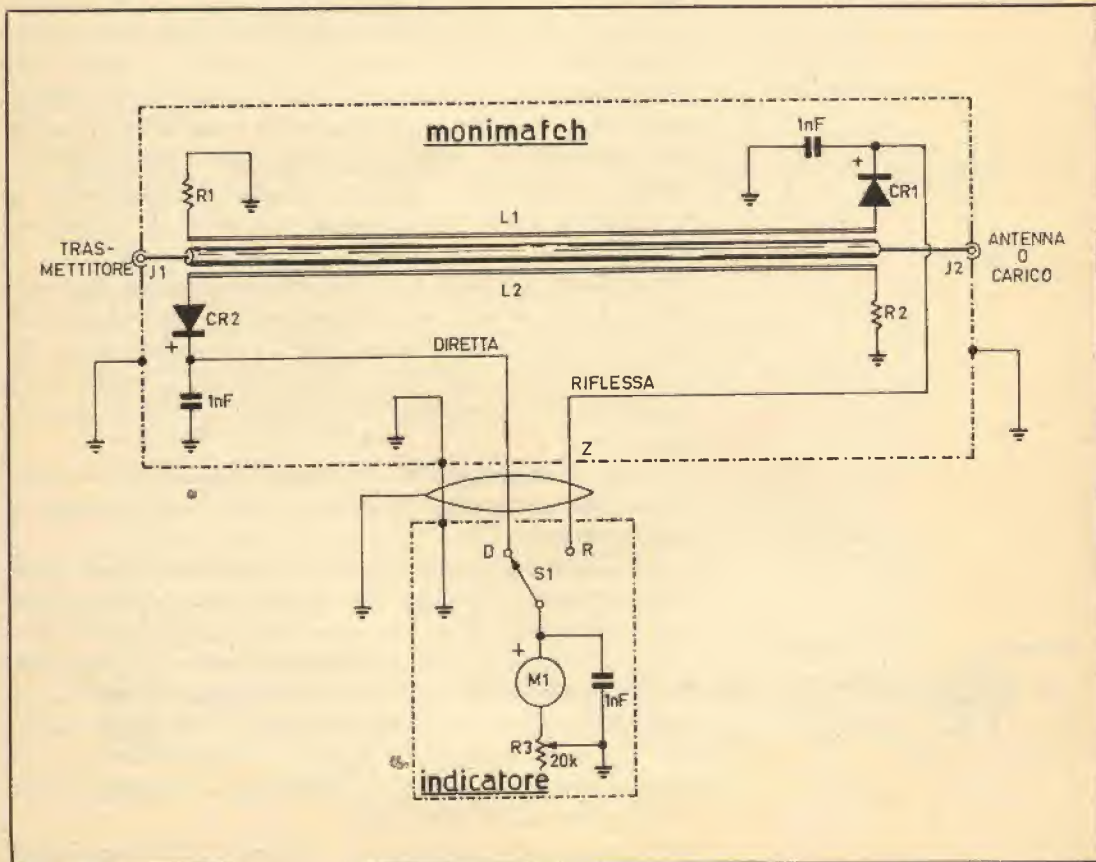 monimafch
1nF
+
CR1
R1
L1
TRAS-
METTITORE
J1
J2
ANTENNA
O
CARICO
L2
CR2
+
R2
DIRETTA
1nF
RIFLESSA
Z
D
R
S1
+
M1
1nF
R3
20k
indicatore